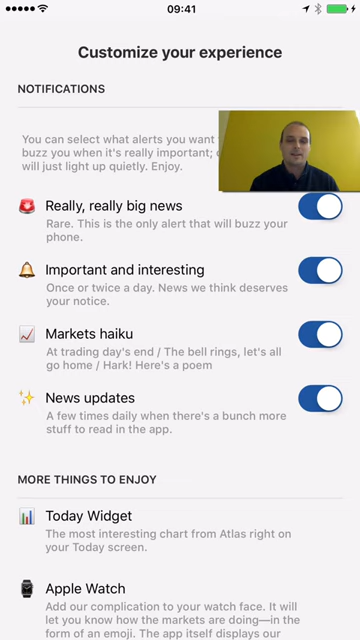 09:41
Customize your experience
NOTIFICATIONS
You can select what alerts you want
buzz you when it's really important;
will just light up quietly. Enjoy.
Really, really big news
Rare. This is the only alert that will buzz your
phone.
Important and interesting
Once or twice a day. News we think deserves
your notice.
Markets haiku
At trading day's end / The bell rings, let's all
go home / Hark! Here's a poem
News updates
A few times daily when there's a bunch more
stuff to read in the app.
MORE THINGS TO ENJOY
Today Widget
The most interesting chart from Atlas right on
your Today screen.
Apple Watch
Add our complication to your watch face. It will
let you know how the markets are doing—in the
form of an emoji. The app itself displays our